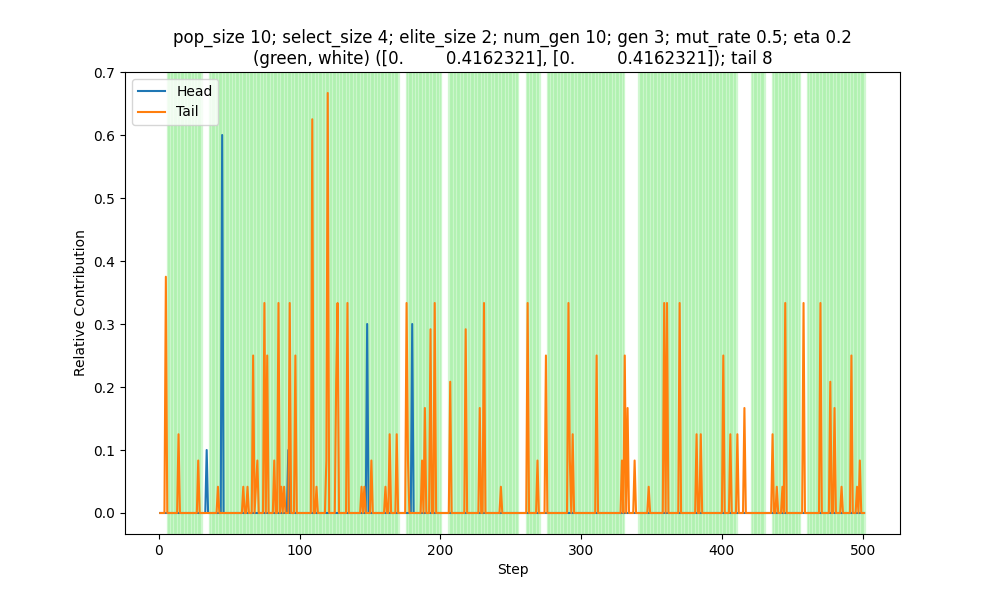 pop_size 10; select_size 4; elite_size 2; num_gen 10; gen 3; mut_rate 0.5; eta 0.2
(green, white) ([0.        0.4162321], [0.        0.4162321]); tail 8
Head
Tail
0.7
0.6
0.5
0.4
0.3
0.2
0.1
0.0
Relative Contribution
0
100
200
300
400
500
Step